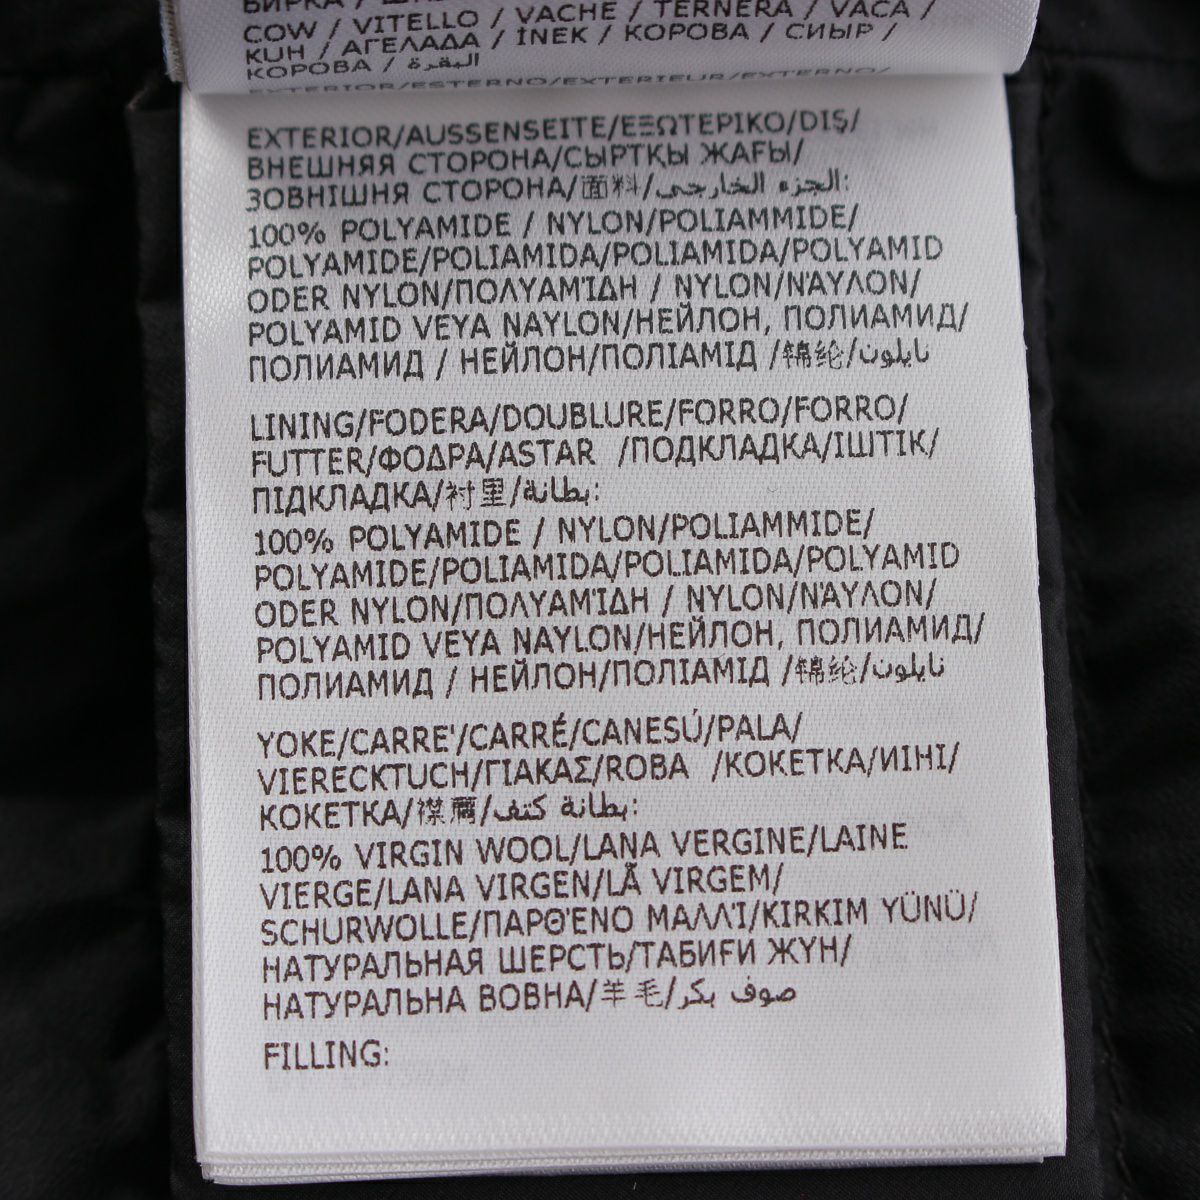 COW / VITELLO / VACHE / TERNERA / VACA /
KUH / ΑΓΕΛΑΔΑ / İNEK / КОРОВА / СИЫР /
КОРОВА / البقرة
EXTERIOR/ESTERNO/EXTERIEUR/EXTERNO/
EXTERIOR/AUSSENSEITE/ΕΞΩΤΕΡΙΚΟ/DIŞ/
ВНЕШНЯЯ СТОРОНА/СЫРТҚЫ ЖАҒЫ/
ЗОВНІШНЯ СТОРОНА/面料/الجزء الخارجي:
100% POLYAMIDE / NYLON/POLIAMMIDE/
POLYAMIDE/POLIAMIDA/POLIAMIDA/POLYAMID
ODER NYLON/ΠΟΛΥΑΜΊΔΗ / NYLON/ΝΆΥΛΟΝ/
POLYAMID VEYA NAYLON/НЕЙЛОН, ПОЛИАМИД/
ПОЛИАМИД / НЕЙЛОН/ПОЛІАМІД /锦纶/نايلون
LINING/FODERA/DOUBLURE/FORRO/FORRO/
FUTTER/ΦΟΔΡΑ/ASTAR /ПОДКЛАДКА/ІШТІК/
ПІДКЛАДКА/衬里/بطانة:
100% POLYAMIDE / NYLON/POLIAMMIDE/
POLYAMIDE/POLIAMIDA/POLIAMIDA/POLYAMID
ODER NYLON/ΠΟΛΥΑΜΊΔΗ / NYLON/ΝΆΥΛΟΝ/
POLYAMID VEYA NAYLON/НЕЙЛОН, ПОЛИАМИД/
ПОЛИАМИД / НЕЙЛОН/ПОЛІАМІД /锦纶/نايلون
YOKE/CARRE'/CARRÉ/CANESÚ/PALA/
VIERECKTUCH/ΓΙΑΚΑΣ/ROBA /КОКЕТКА/ИІНІ/
КОКЕТКА/بطانة كتف:
100% VIRGIN WOOL/LANA VERGINE/LAINE
VIERGE/LANA VIRGEN/LÃ VIRGEM/
SCHURWOLLE/ΠΑΡΘΈΝΟ ΜΑΛΛΊ/KIRKIM YÜNÜ/
НАТУРАЛЬНАЯ ШЕРСТЬ/ТАБИҒИ ЖҮН/
НАТУРАЛЬНА ВОВНА/羊毛/صوف بكر
FILLING: